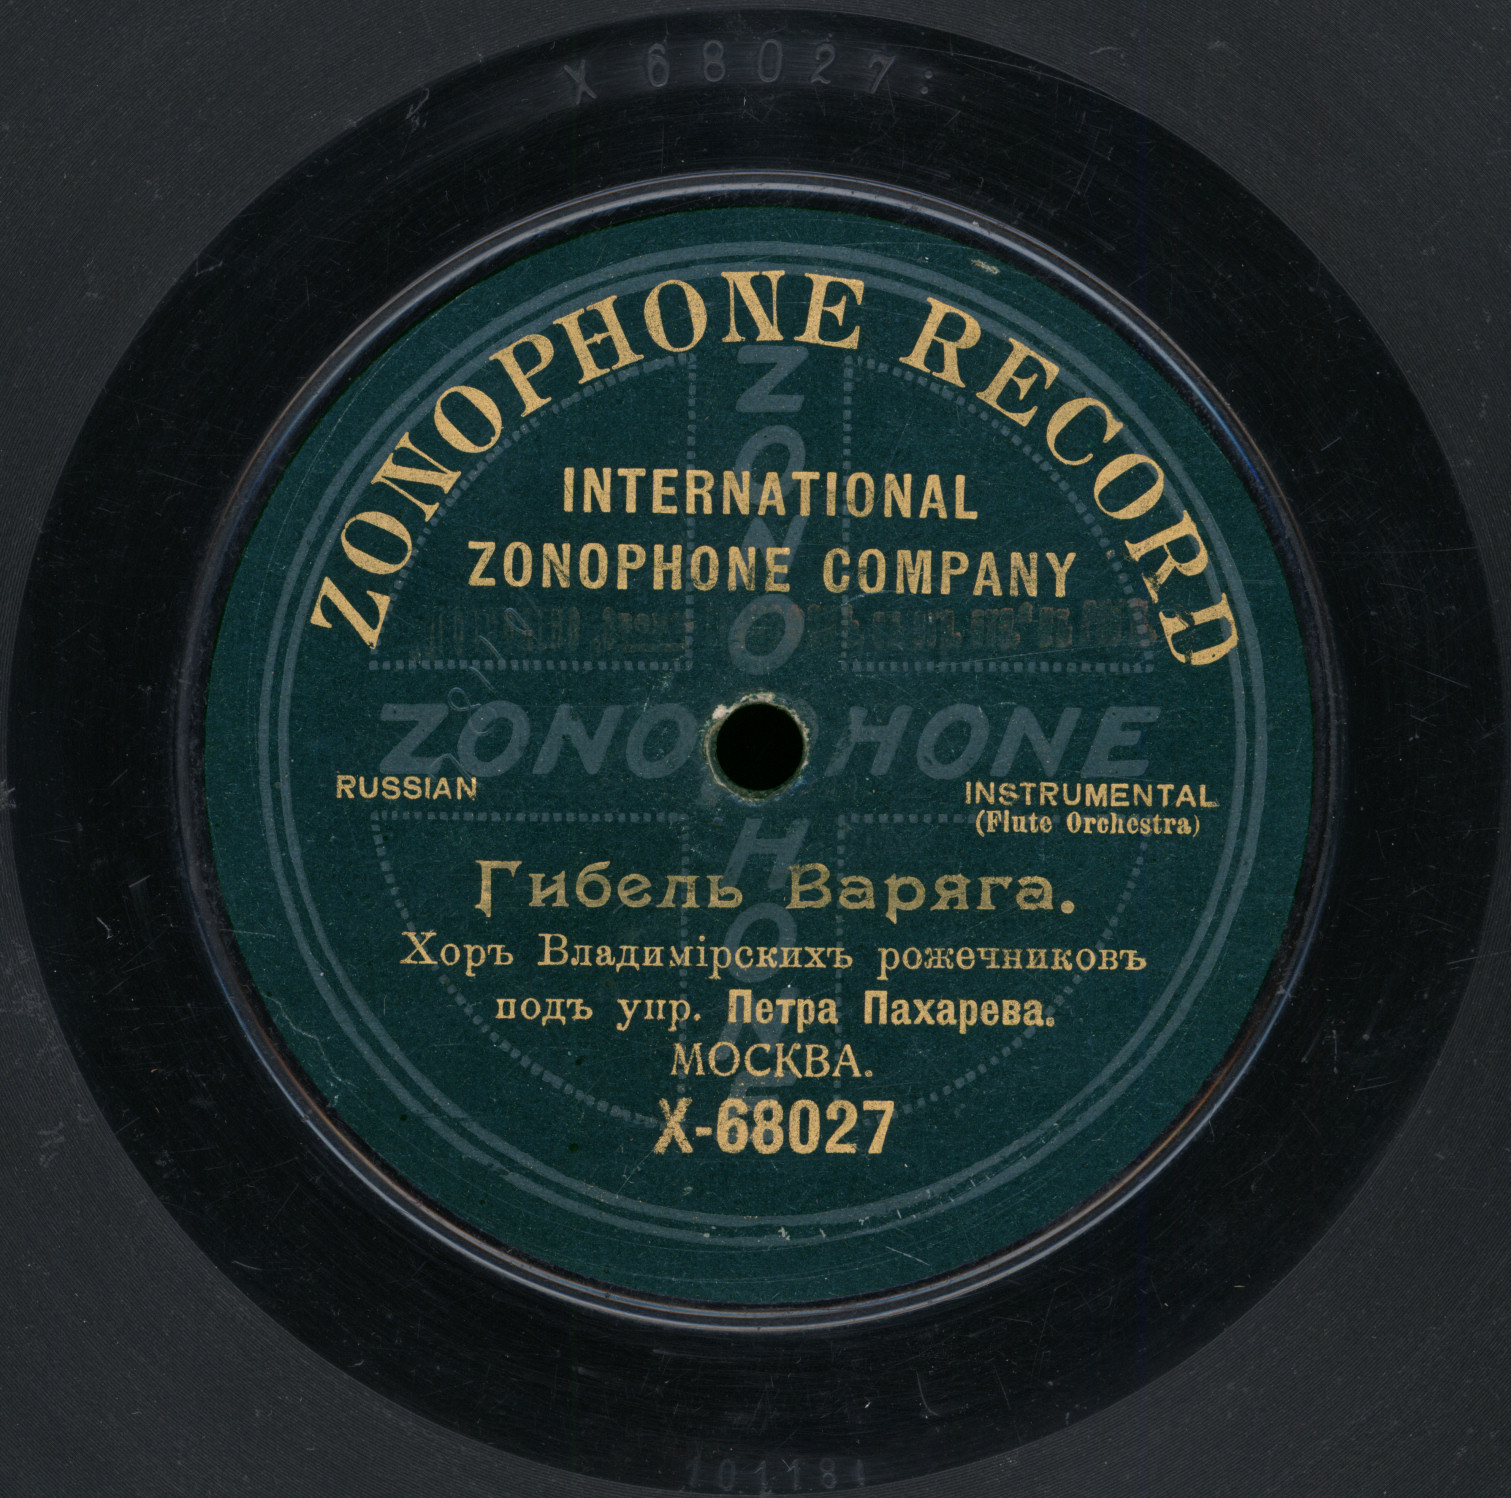 X 68027:
ZONOPHONE RECORD
INTERNATIONAL
ZONOPHONE COMPANY
ZONOPHONE
ZONOPHONE
RUSSIAN
INSTRUMENTAL
(Flute Orchestra)
Гибель Варяга.
Хоръ Владимірскихъ рожечниковъ
подъ упр. Петра Пахарева.
МОСКВА.
X-68027
101181